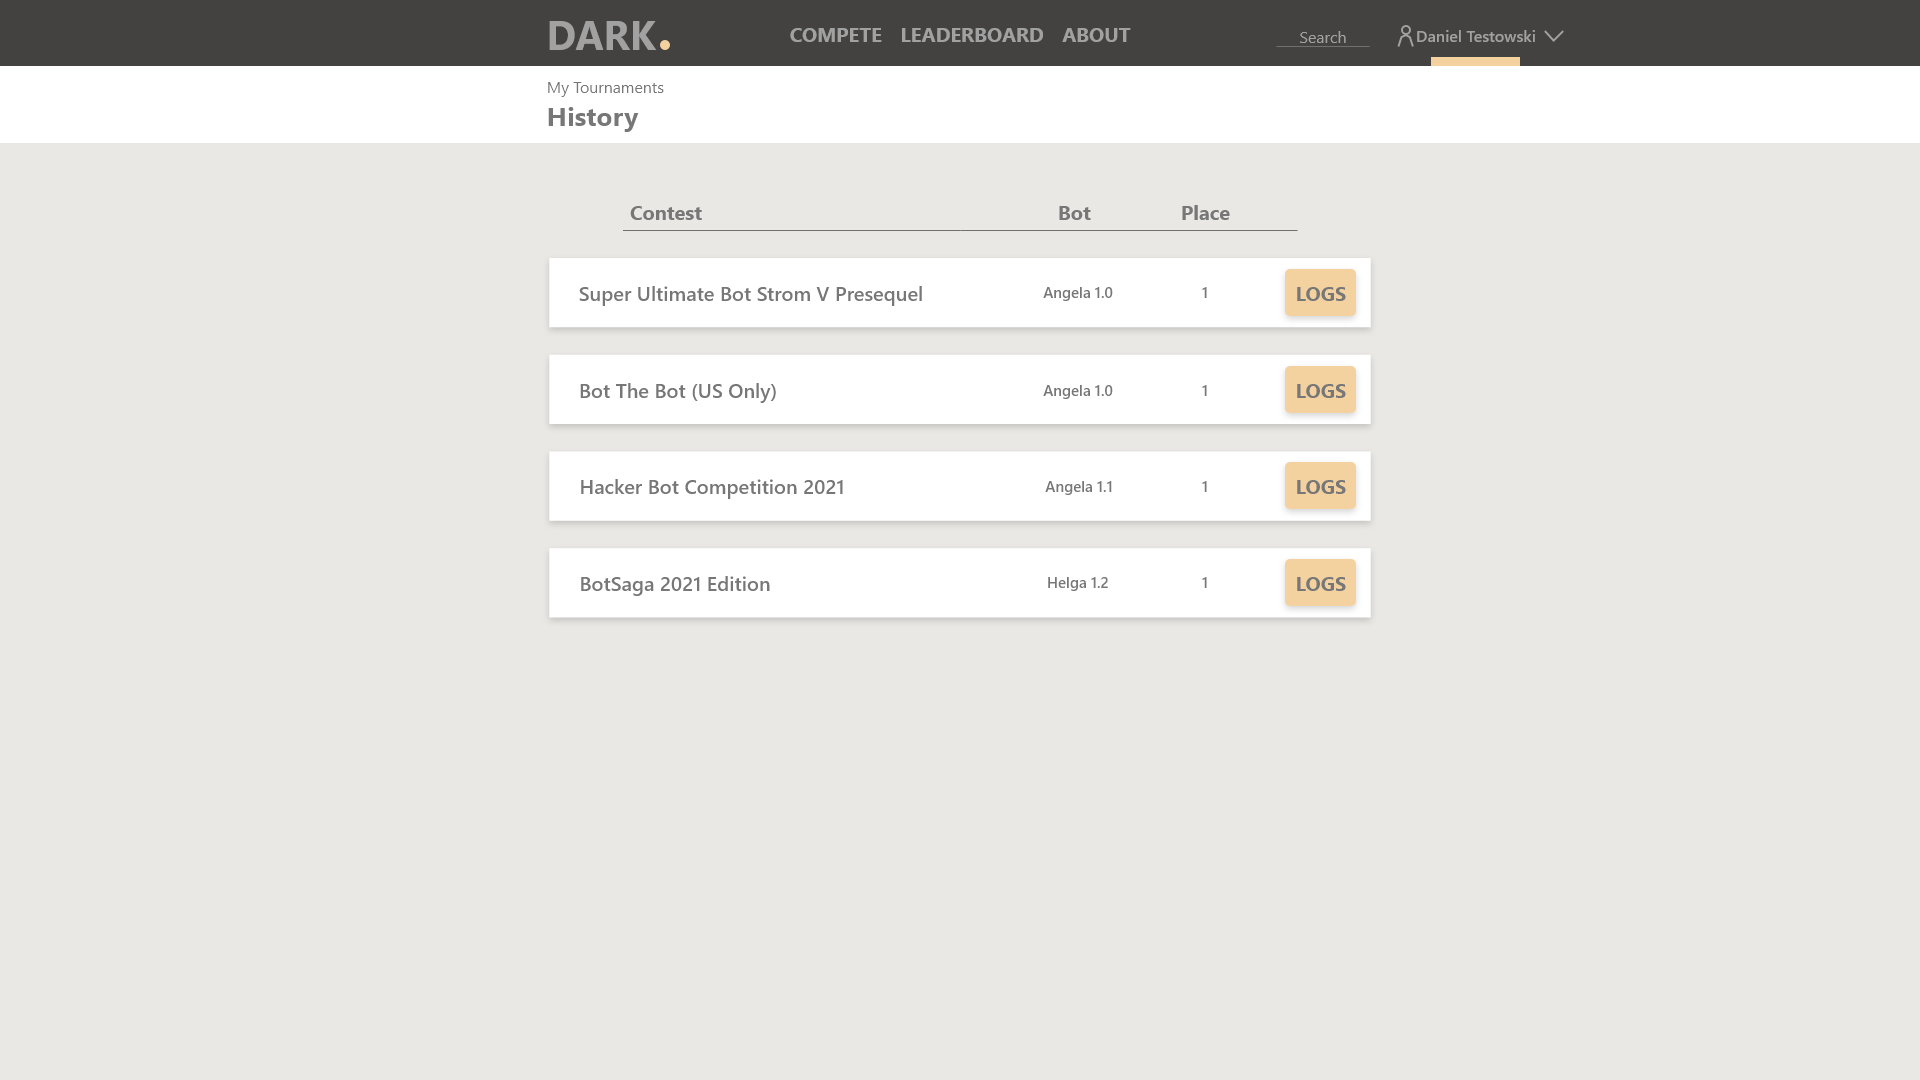 DARK.
COMPETE LEADERBOARD ABOUT
Search
Daniel Testowski
My Tournaments
History
Contest Bot Place
Super Ultimate Bot Strom V Presequel Angela 1.0 1 LOGS
Bot The Bot (US Only) Angela 1.0 1 LOGS
Hacker Bot Competition 2021 Angela 1.1 1 LOGS
BotSaga 2021 Edition Helga 1.2 1 LOGS